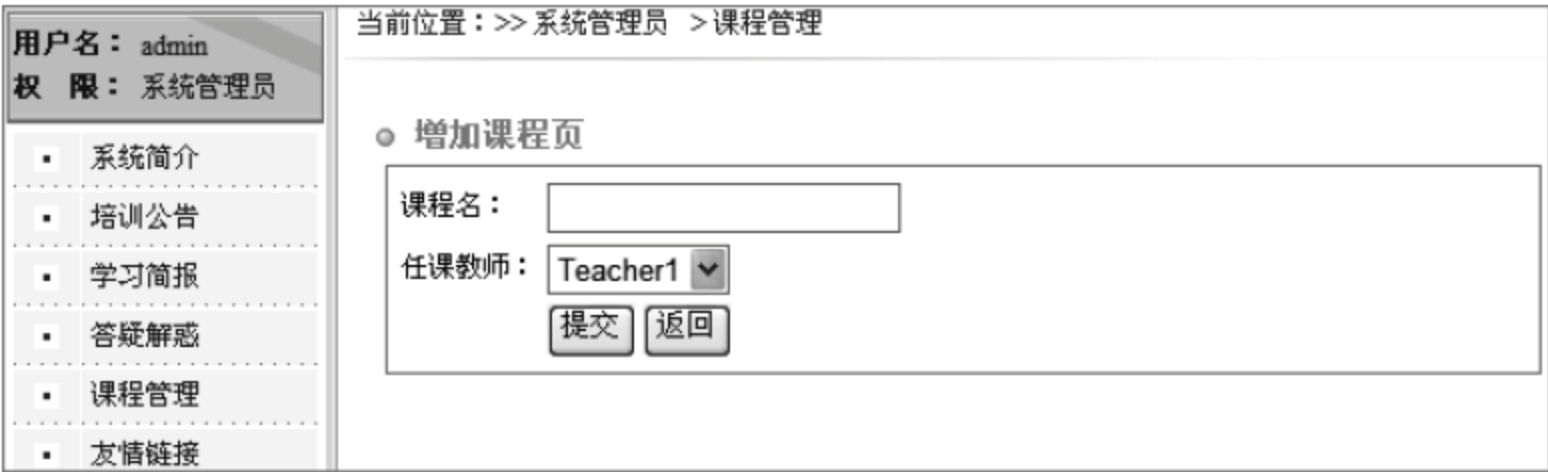 用户名： admin
权 限： 系统管理员
系统简介
培训公告
学习简报
答疑解惑
课程管理
友情链接
当前位置：>> 系统管理员 >课程管理
增加课程页
课程名：
任课教师： Teacher1
提交 返回